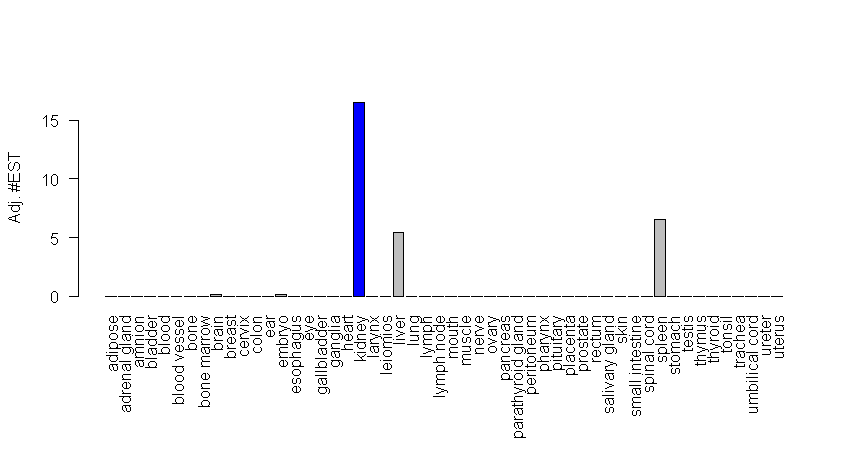 Adj. #EST
15
10
5
0
adipose
adrenal gland
amnion
bladder
blood
blood vessel
bone
bone marrow
brain
breast
cervix
colon
ear
embryo
esophagus
eye
gallbladder
ganglia
heart
kidney
larynx
leiomios
liver
lung
lymph
lymph node
mouth
muscle
nerve
ovary
pancreas
parathyroid gland
peritoneum
pharynx
pituitary
placenta
prostate
rectum
salivary gland
skin
small intestine
spinal cord
spleen
stomach
testis
thymus
thyroid
tonsil
trachea
umbilical cord
ureter
uterus